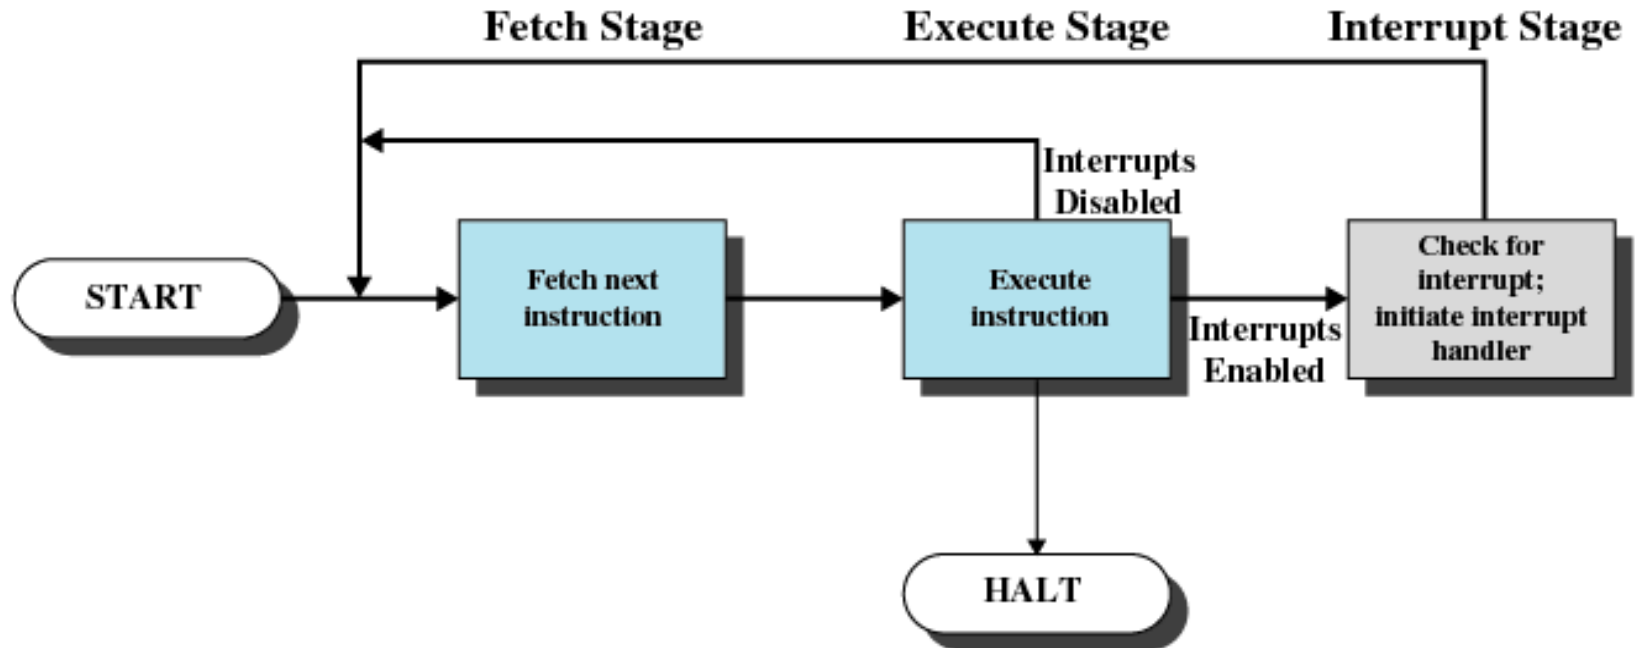 Fetch Stage
Execute Stage
Interrupt Stage
Interrupts
Disabled
START
Fetch next
instruction
Execute
instruction
Interrupts
Enabled
Check for
interrupt;
initiate interrupt
handler
HALT